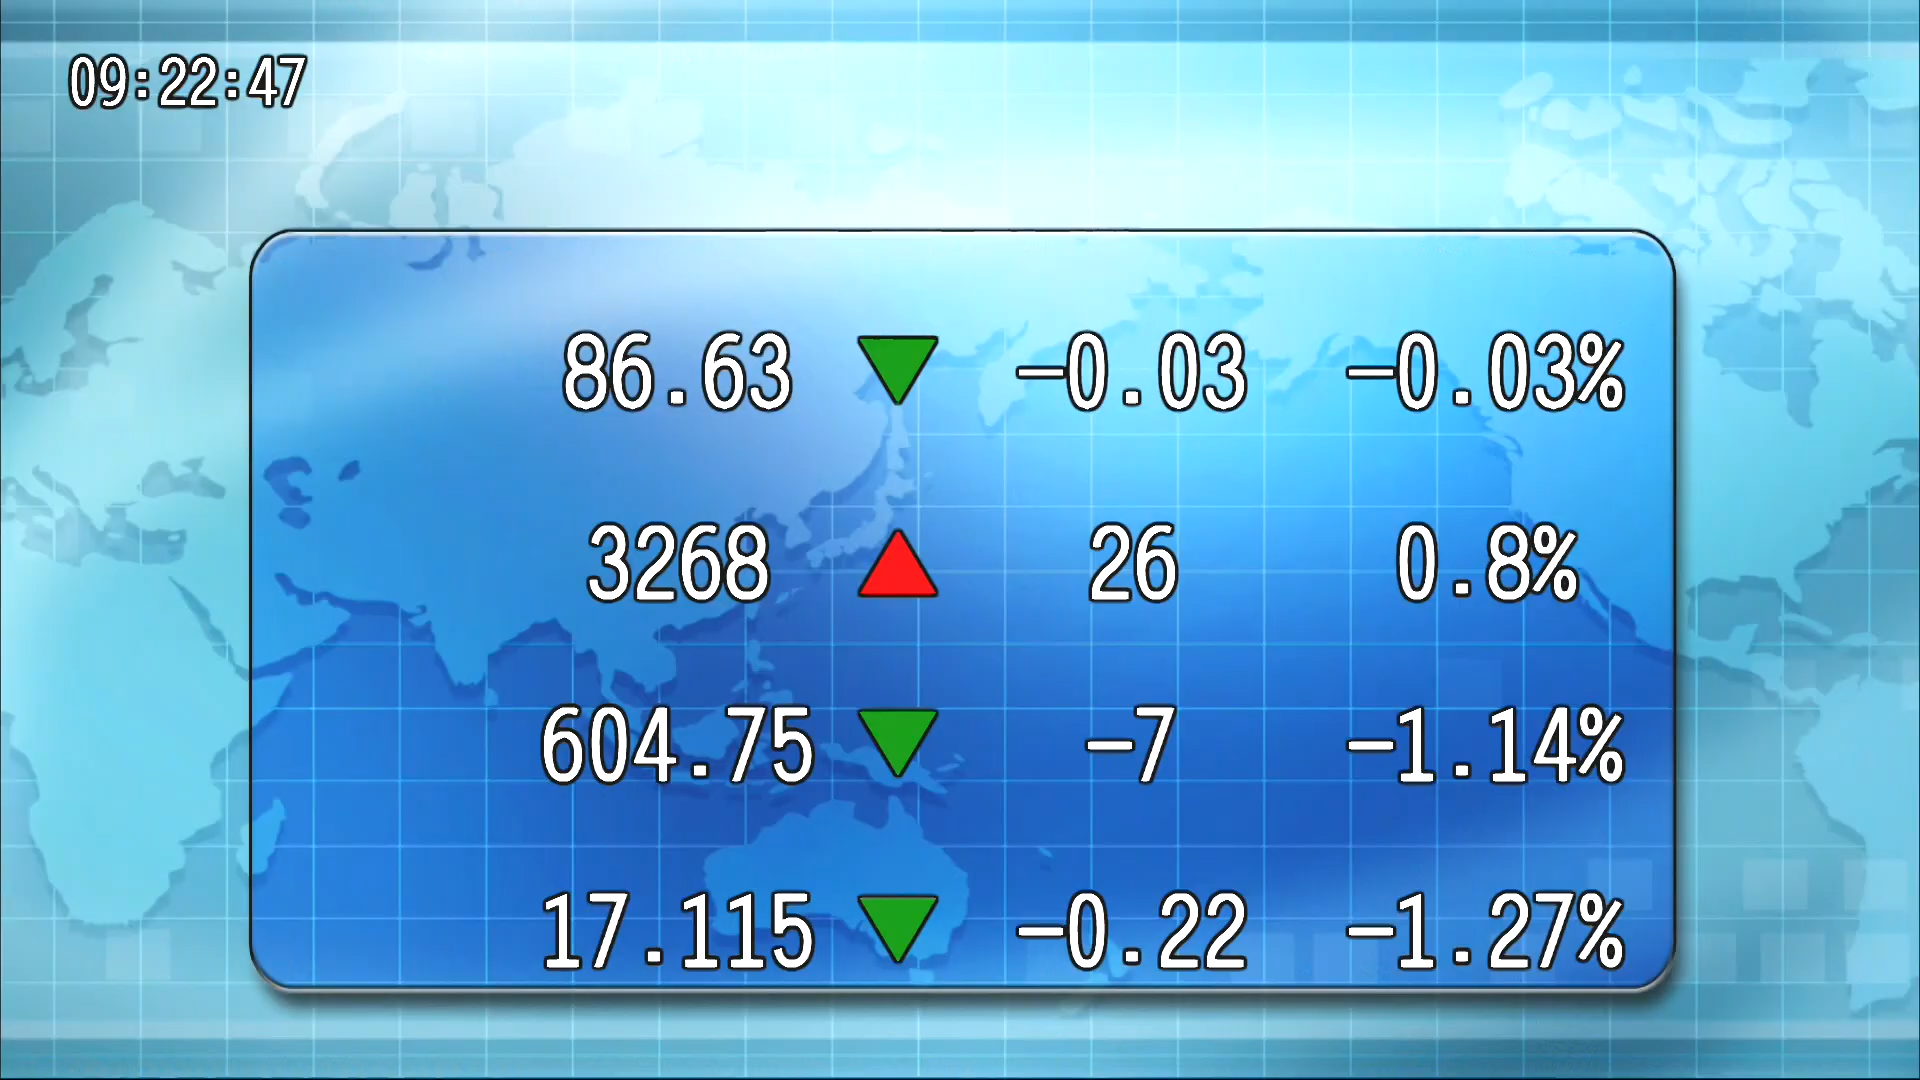 09:22:47
86.63 ▼ -0.03 -0.03%
3268 ▲ 26 0.8%
604.75 ▼ -7 -1.14%
17.115 ▼ -0.22 -1.27%